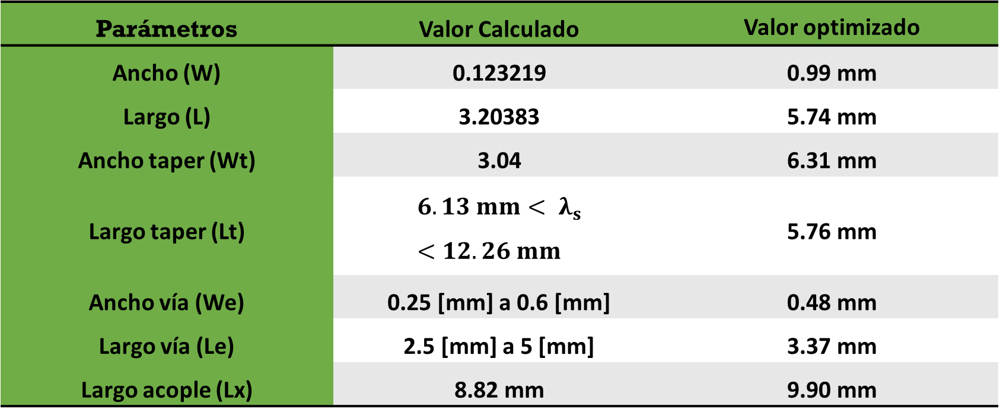 Parámetros Valor Calculado Valor optimizado
Ancho (W) 0.123219 0.99 mm
Largo (L) 3.20383 5.74 mm
Ancho taper (Wt) 3.04 6.31 mm
6.13 mm < λₛ
Largo taper (Lt) 5.76 mm
< 12.26 mm
Ancho vía (We) 0.25 [mm] a 0.6 [mm] 0.48 mm
Largo vía (Le) 2.5 [mm] a 5 [mm] 3.37 mm
Largo acople (Lx) 8.82 mm 9.90 mm